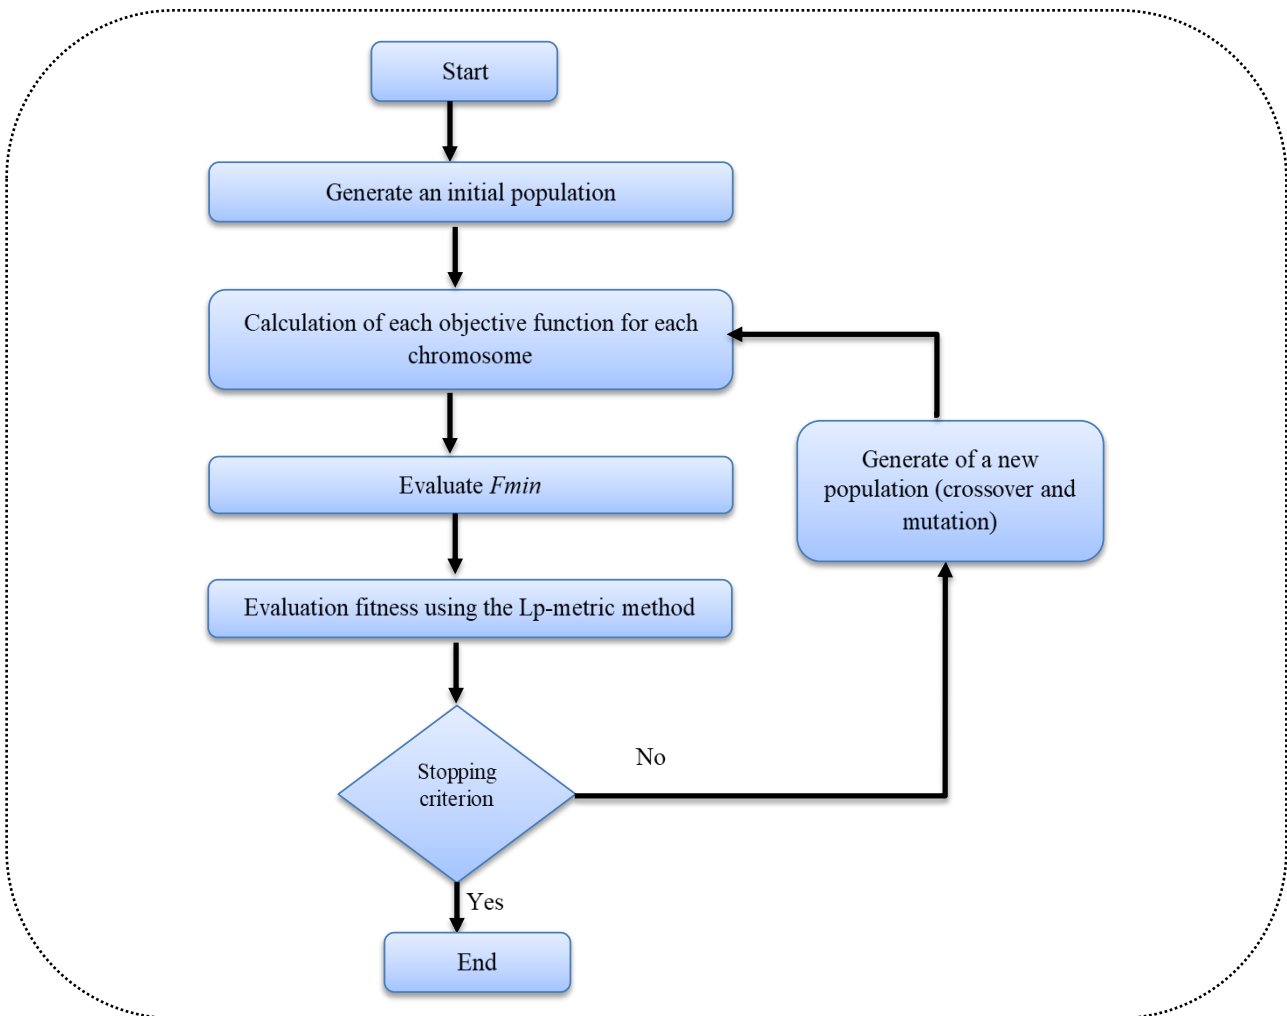 Start
Generate an initial population
Calculation of each objective function for each
chromosome
Evaluate Fmin
Generate of a new
population (crossover and
mutation)
Evaluation fitness using the Lp-metric method
Stopping
criterion
No
Yes
End